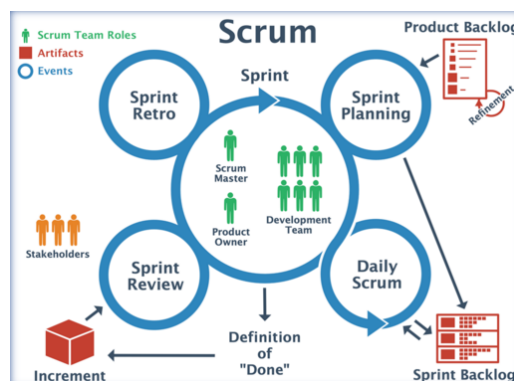 Scrum
Scrum Team Roles
Artifacts
Events
Product Backlog
Refinement
Sprint
Sprint
Retro
Sprint
Planning
Scrum
Master
Product
Owner
Development
Team
Stakeholders
Sprint
Review
Daily
Scrum
Increment
Definition
of
"Done"
Sprint Backlog